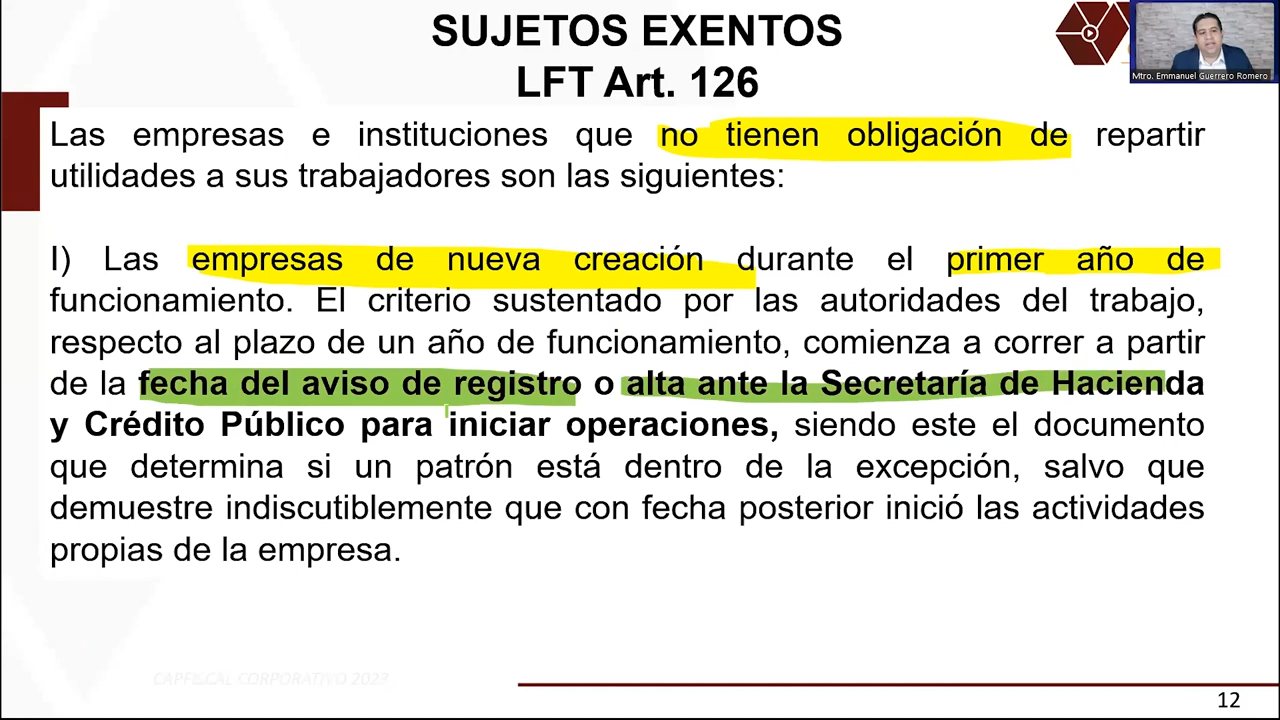 SUJETOS EXENTOS
LFT Art. 126
Mtro. Emmanuel Guerrero Romero
Las empresas e instituciones que no tienen obligación de repartir
utilidades a sus trabajadores son las siguientes:
I) Las empresas de nueva creación durante el primer año de
funcionamiento. El criterio sustentado por las autoridades del trabajo,
respecto al plazo de un año de funcionamiento, comienza a correr a partir
de la fecha del aviso de registro o alta ante la Secretaría de Hacienda
y Crédito Público para iniciar operaciones, siendo este el documento
que determina si un patrón está dentro de la excepción, salvo que
demuestre indiscutiblemente que con fecha posterior inició las actividades
propias de la empresa.
CAPFISCAL CORPORATIVO 2023
12